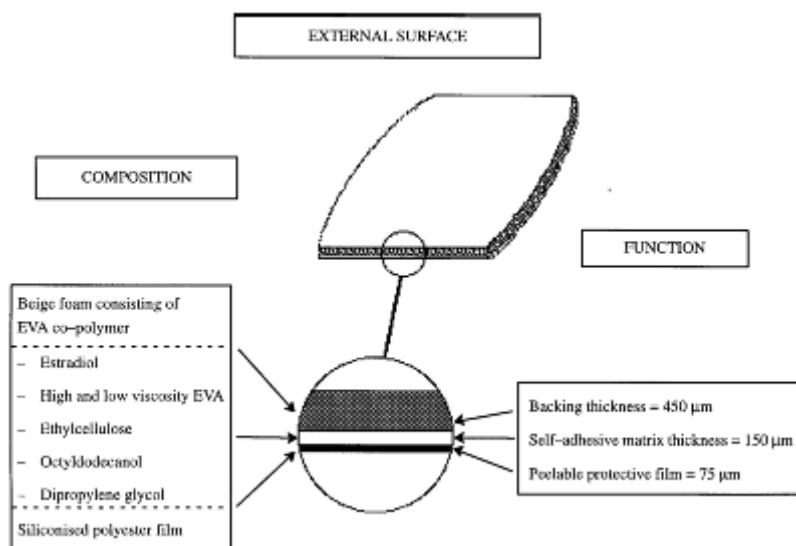 EXTERNAL SURFACE
COMPOSITION
FUNCTION
Beige foam consisting of
EVA co-polymer
- Estradiol
- High and low viscosity EVA
- Ethylcellulose
- Octyldodecanol
- Dipropylene glycol
Siliconised polyester film
Backing thickness = 450 µm
Self-adhesive matrix thickness = 150 µm
Peelable protective film = 75 µm